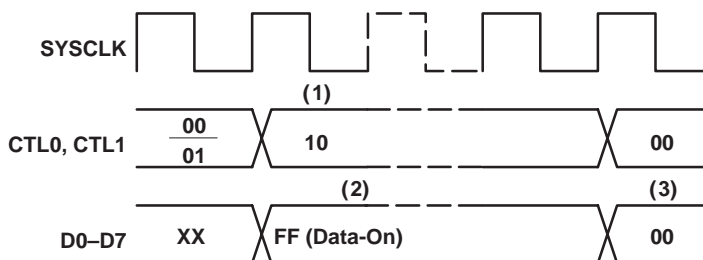 SYSCLK
(1)
CTL0, CTL1
00
01
10
00
(2)
(3)
D0–D7
XX
FF (Data-On)
00